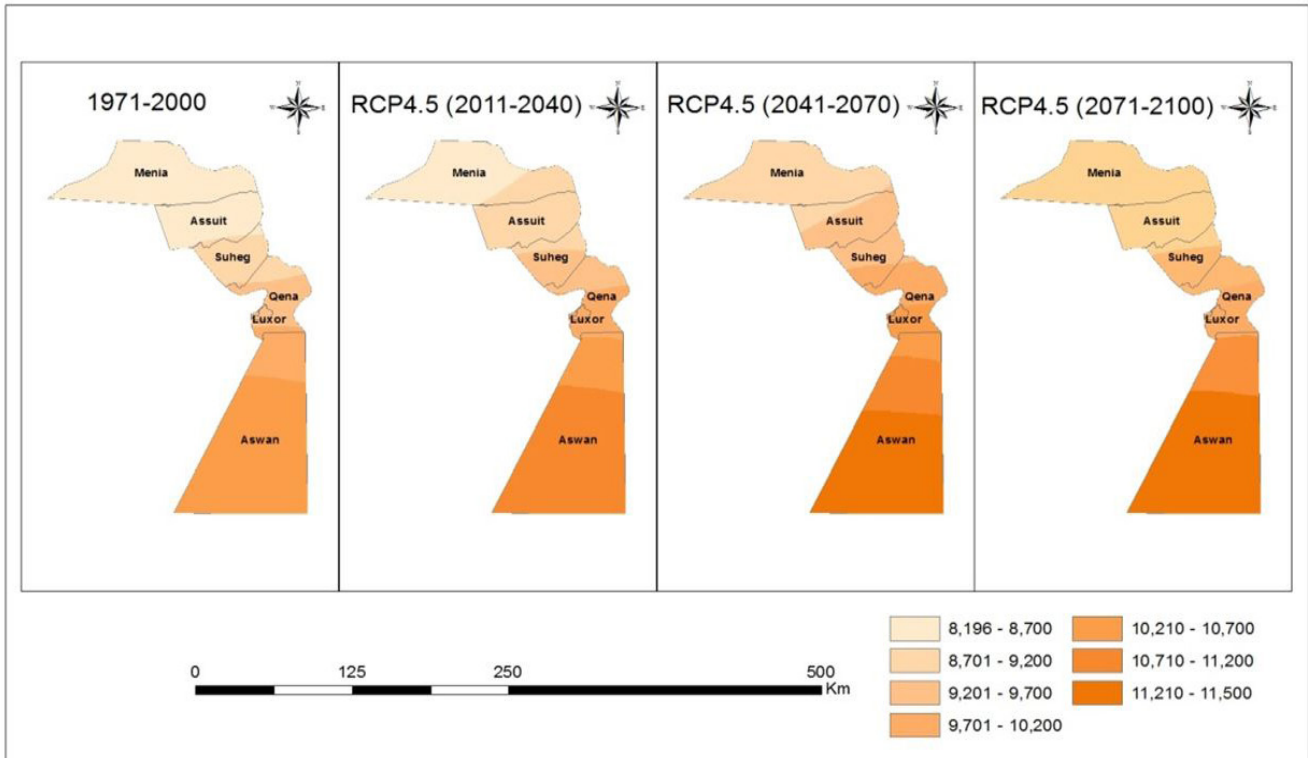 1971-2000
Menia
Assuit
Suheg
Qena
Luxor
Aswan
RCP4.5 (2011-2040)
Menia
Assuit
Suheg
Qena
Luxor
Aswan
RCP4.5 (2041-2070)
Menia
Assuit
Suheg
Qena
Luxor
Aswan
RCP4.5 (2071-2100)
Menia
Assuit
Suheg
Qena
Luxor
Aswan
0 125 250 500
Km
8,196 - 8,700
8,701 - 9,200
9,201 - 9,700
9,701 - 10,200
10,210 - 10,700
10,710 - 11,200
11,210 - 11,500